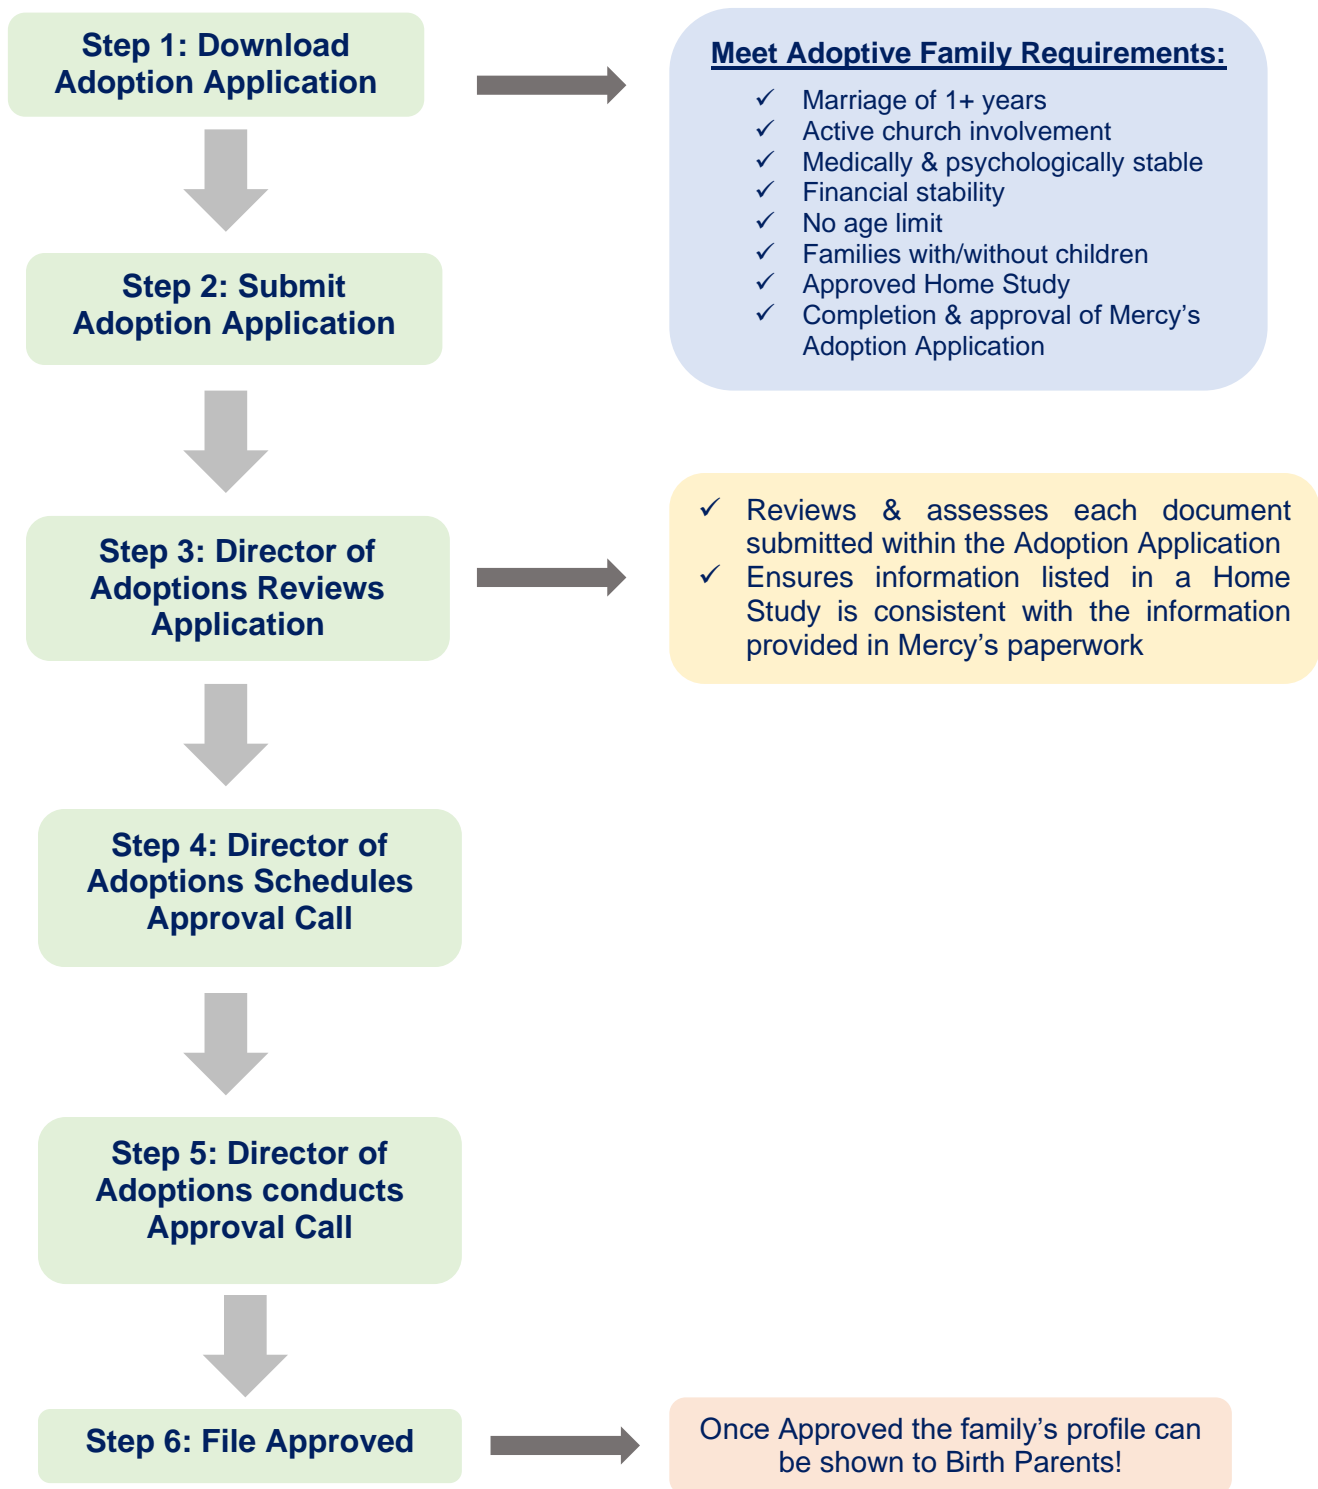 Step 1: Download
Adoption Application
Meet Adoptive Family Requirements:
✓ Marriage of 1+ years
✓ Active church involvement
✓ Medically & psychologically stable
✓ Financial stability
✓ No age limit
✓ Families with/without children
✓ Approved Home Study
✓ Completion & approval of Mercy’s
Adoption Application
Step 2: Submit
Adoption Application
Step 3: Director of
Adoptions Reviews
Application
✓ Reviews & assesses each document
submitted within the Adoption Application
✓ Ensures information listed in a Home
Study is consistent with the information
provided in Mercy’s paperwork
Step 4: Director of
Adoptions Schedules
Approval Call
Step 5: Director of
Adoptions conducts
Approval Call
Step 6: File Approved
Once Approved the family’s profile can
be shown to Birth Parents!